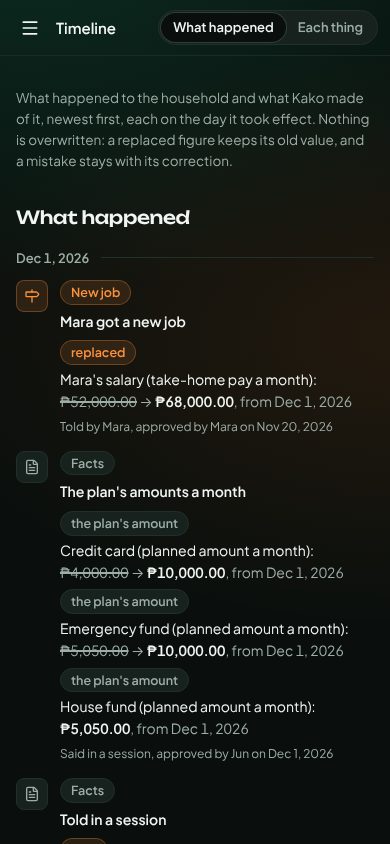 Timeline
What happened
Each thing
What happened to the household and what Kako made
of it, newest first, each on the day it took effect. Nothing
is overwritten: a replaced figure keeps its old value, and
a mistake stays with its correction.
What happened
Dec 1, 2026
New job
Mara got a new job
replaced
Mara's salary (take-home pay a month):
₱52,000.00 → ₱68,000.00, from Dec 1, 2026
Told by Mara, approved by Mara on Nov 20, 2026
Facts
The plan's amounts a month
the plan's amount
Credit card (planned amount a month):
₱4,000.00 → ₱10,000.00, from Dec 1, 2026
the plan's amount
Emergency fund (planned amount a month):
₱5,050.00 → ₱10,000.00, from Dec 1, 2026
the plan's amount
House fund (planned amount a month):
₱5,050.00, from Dec 1, 2026
Said in a session, approved by Jun on Dec 1, 2026
Facts
Told in a session